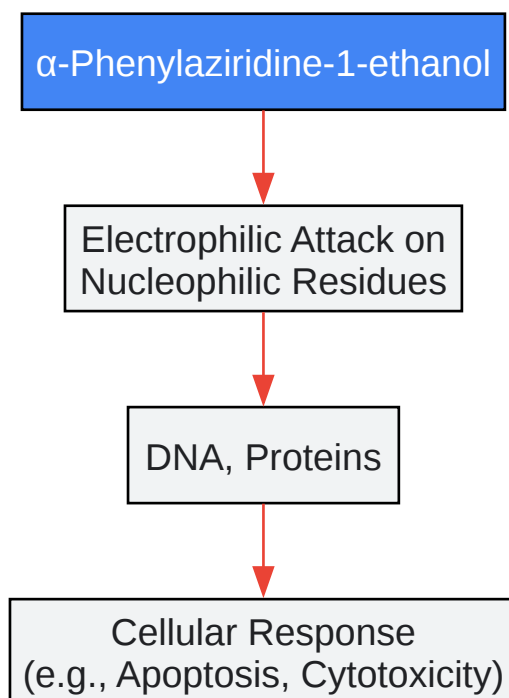 α-Phenylaziridine-1-ethanol
Electrophilic Attack on
Nucleophilic Residues
DNA, Proteins
Cellular Response
(e.g., Apoptosis, Cytotoxicity)